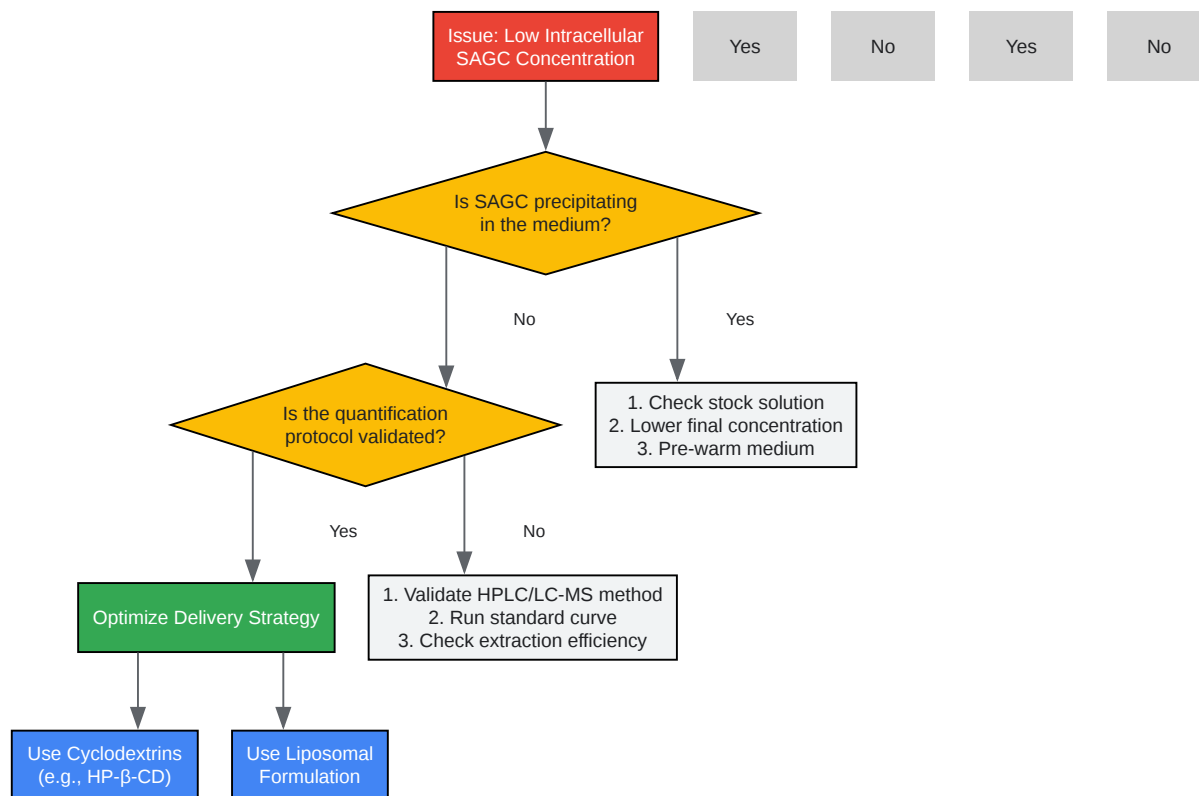 Issue: Low Intracellular
SAGC Concentration
Yes
No
Yes
No
Is SAGC precipitating
in the medium?
No
Yes
1. Check stock solution
2. Lower final concentration
3. Pre-warm medium
Is the quantification
protocol validated?
Yes
No
Optimize Delivery Strategy
1. Validate HPLC/LC-MS method
2. Run standard curve
3. Check extraction efficiency
Use Cyclodextrins
(e.g., HP-β-CD)
Use Liposomal
Formulation